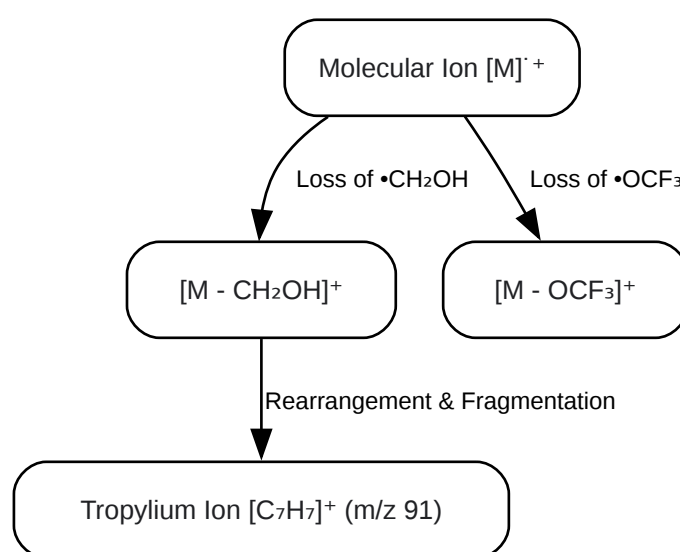 Molecular Ion [M]˙⁺
Loss of •CH₂OH
Loss of •OCF₃
[M - CH₂OH]⁺
[M - OCF₃]⁺
Rearrangement & Fragmentation
Tropylium Ion [C₇H₇]⁺ (m/z 91)